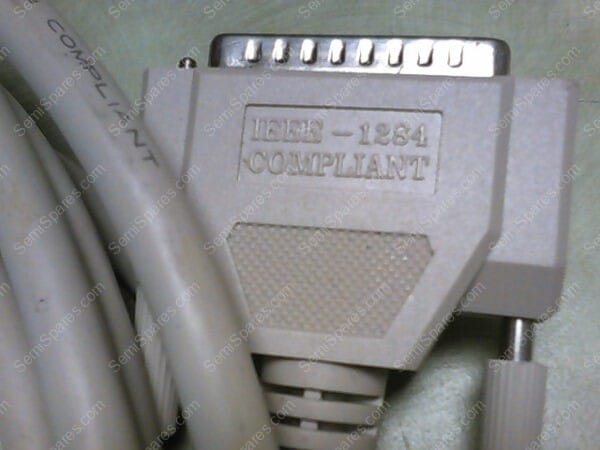 COMPLIANT
IEEE - 1284
COMPLIANT
SemiSpares.com